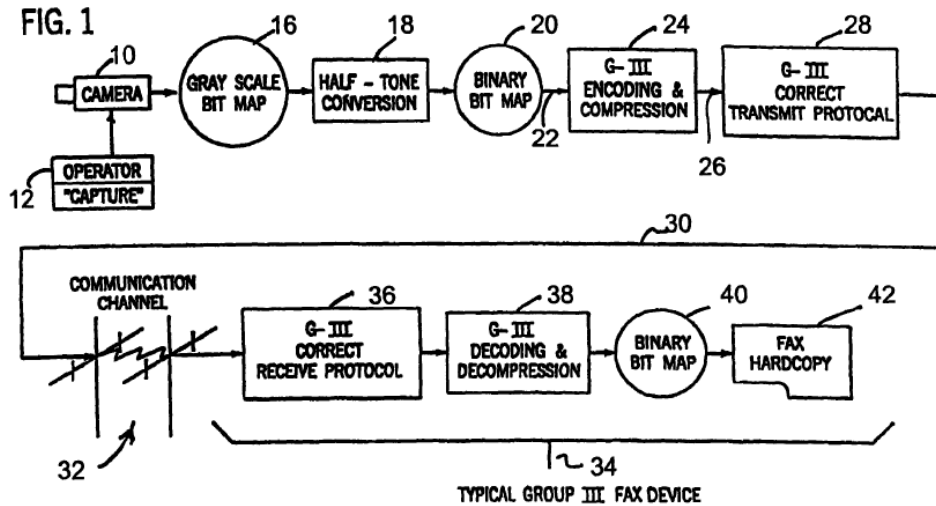 FIG. 1
10
CAMERA
12
OPERATOR
"CAPTURE"
16
GRAY SCALE
BIT MAP
18
HALF - TONE
CONVERSION
20
BINARY
BIT MAP
22
24
G- III
ENCODING &
COMPRESSION
26
28
G- III
CORRECT
TRANSMIT PROTOCAL
30
COMMUNICATION
CHANNEL
32
36
G- III
CORRECT
RECEIVE PROTOCOL
38
G- III
DECODING &
DECOMPRESSION
40
BINARY
BIT MAP
42
FAX
HARDCOPY
34
TYPICAL GROUP III FAX DEVICE